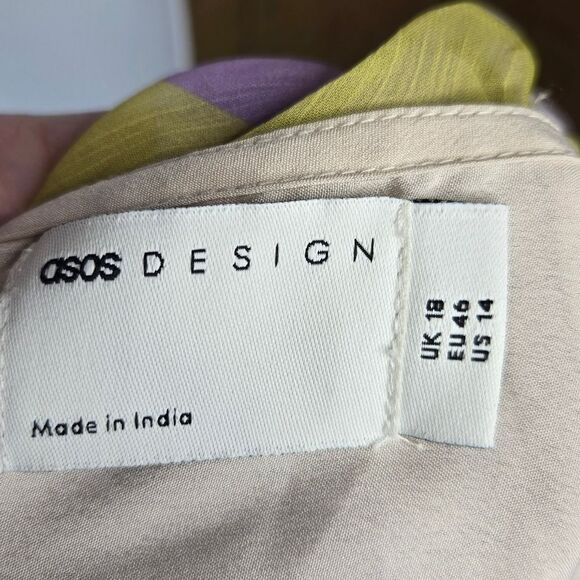 asos DESIGN
Made in India
UK 18
EU 46
US 14